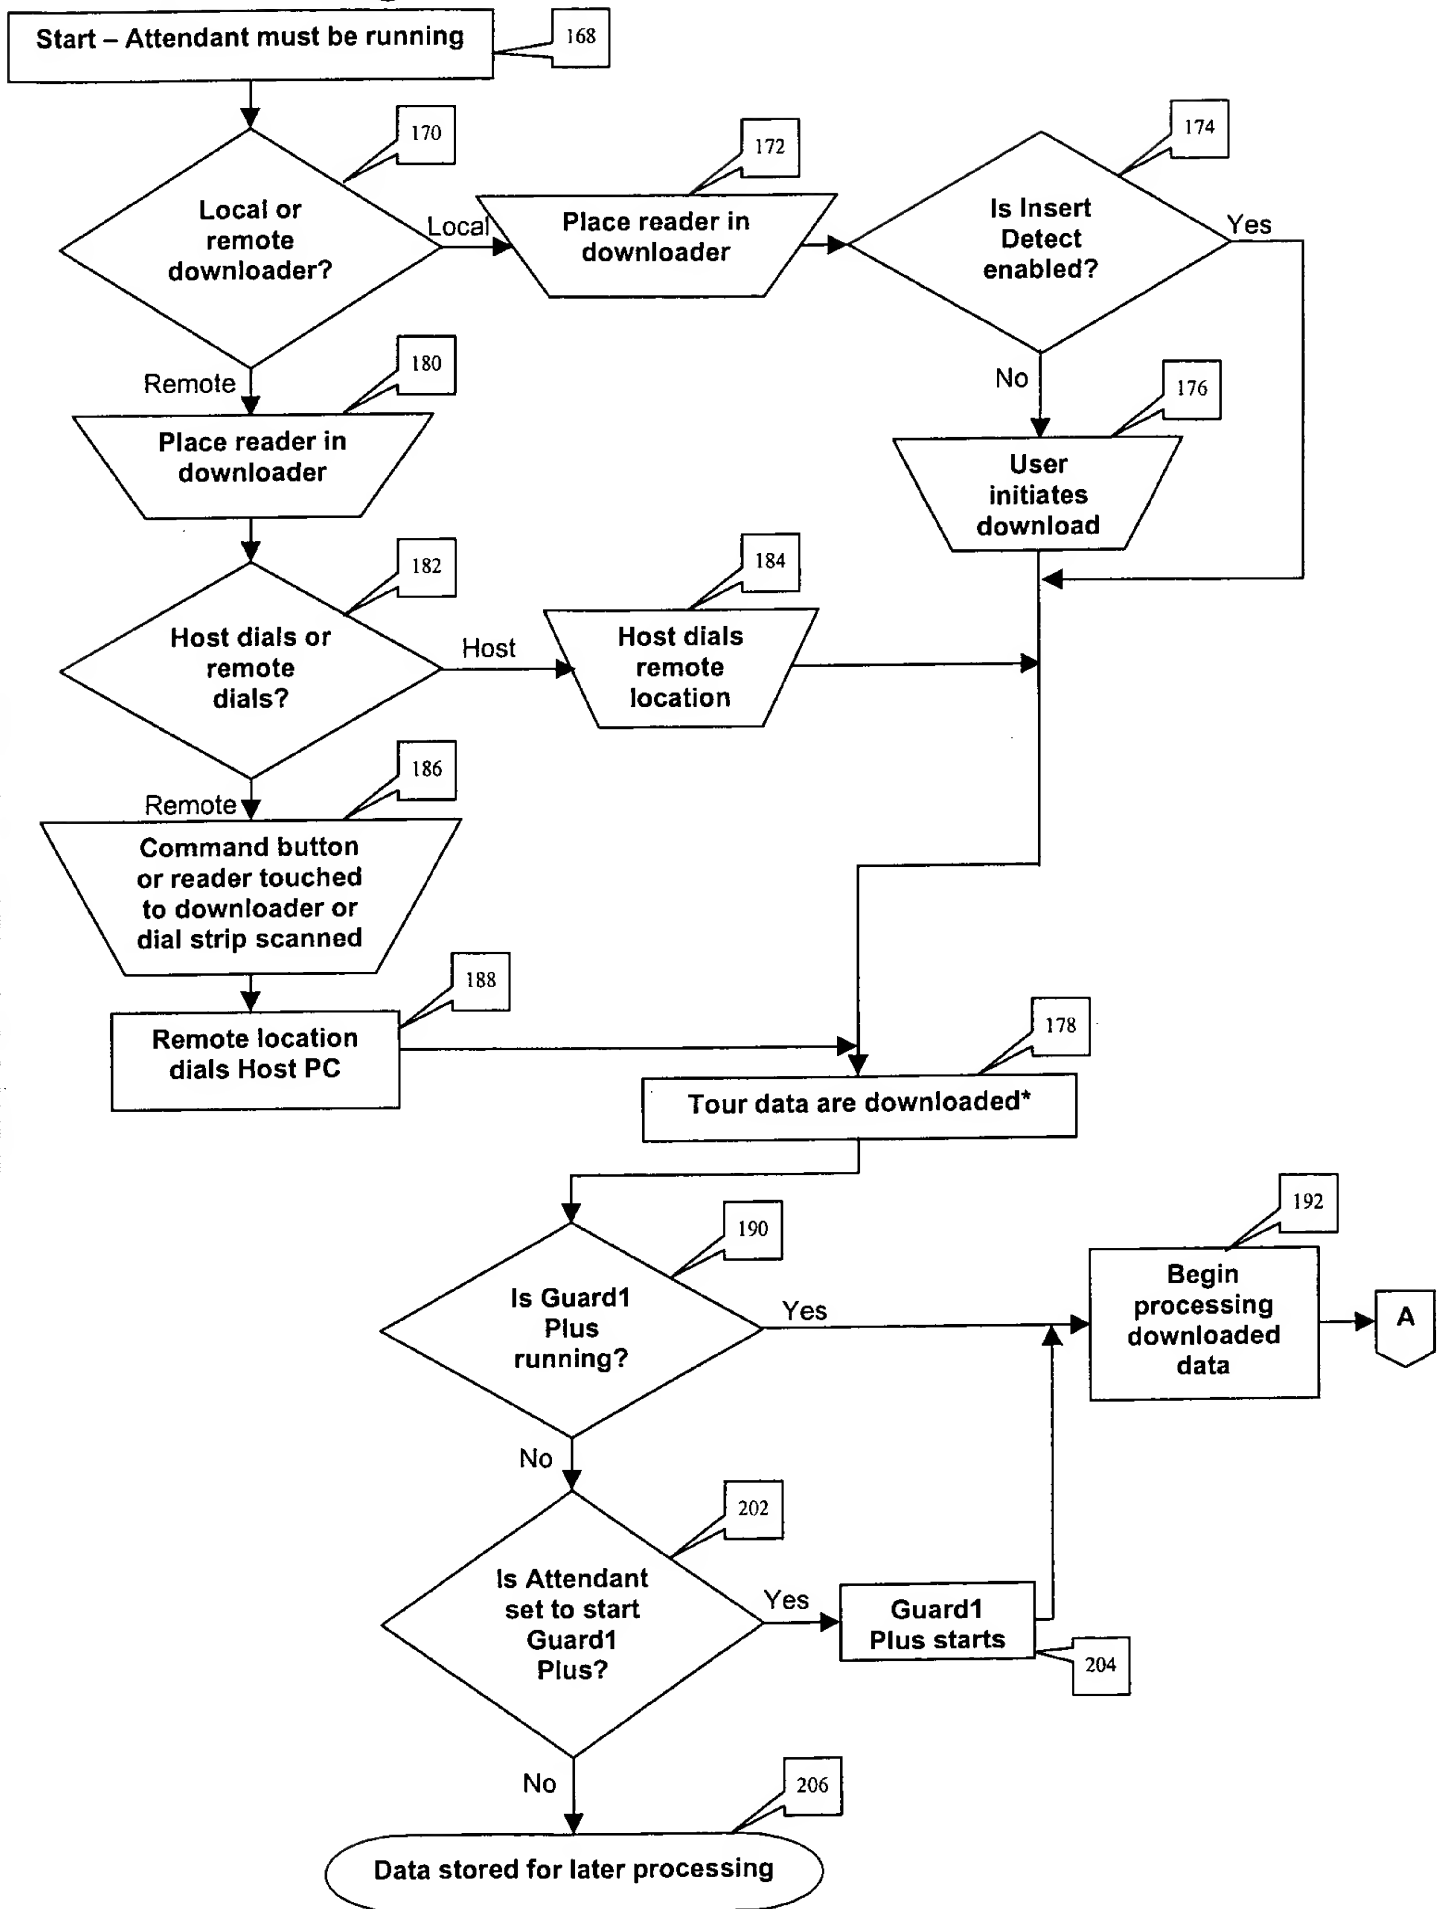 Start – Attendant must be running
168
170
172
174
Local or
remote
downloader?
Local
Place reader in
downloader
Is Insert
Detect
enabled?
Yes
Remote
180
No
176
Place reader in
downloader
User
initiates
download
182
184
Host dials or
remote
dials?
Host
Host dials
remote
location
186
Remote
Command button
or reader touched
to downloader or
dial strip scanned
188
Remote location
dials Host PC
178
Tour data are downloaded*
190
192
Is Guard1
Plus
running?
Yes
Begin
processing
downloaded
data
A
No
202
Is Attendant
set to start
Guard1
Plus?
Yes
Guard1
Plus starts
204
No
206
Data stored for later processing